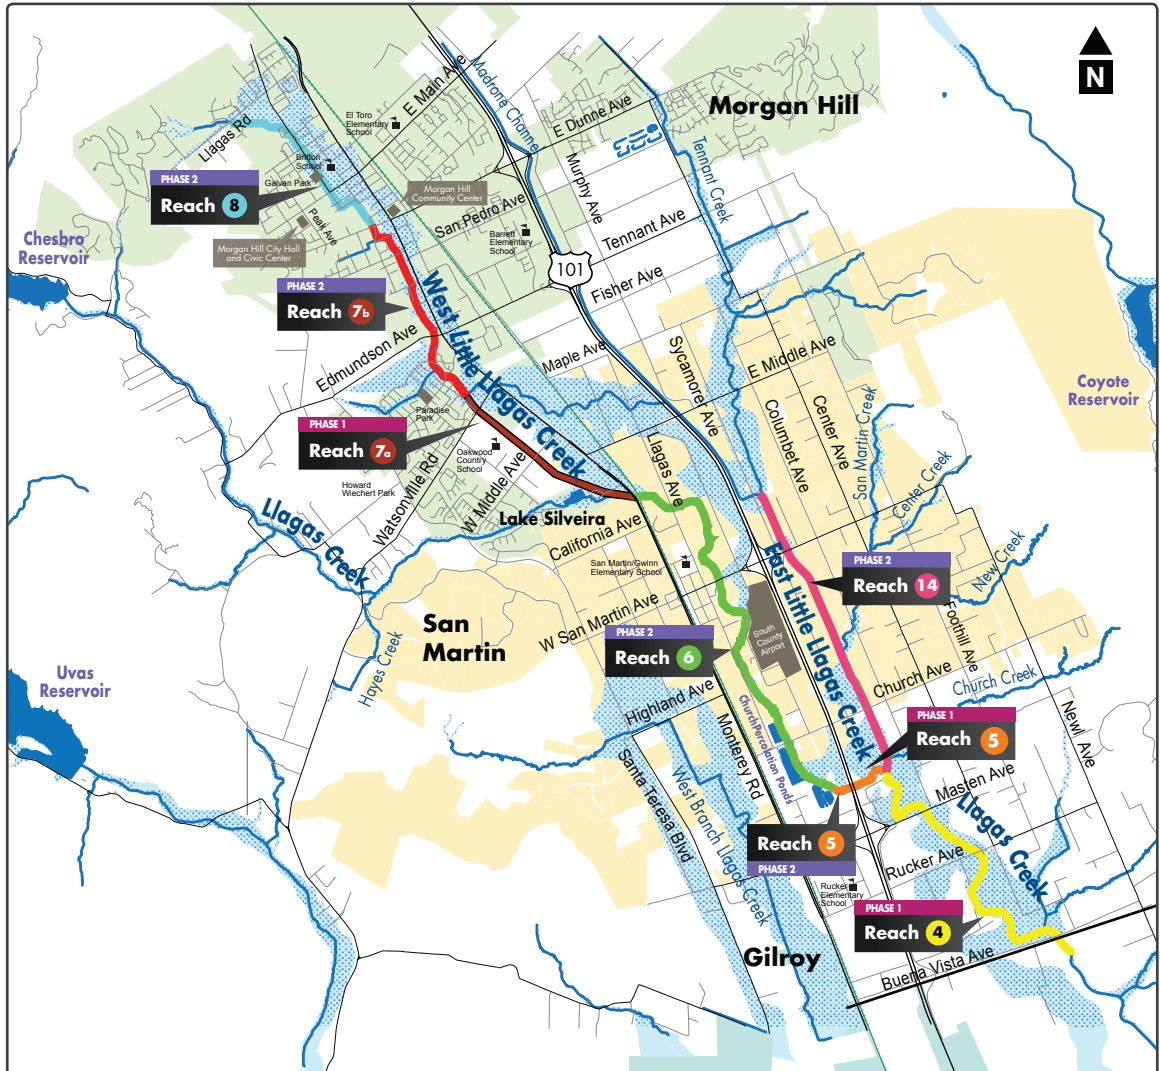 N
Morgan Hill
E Main Ave
Madrone Channel
E Dunne Ave
El Toro
Elementary
School
Llagas Rd
Britton
School
Galvan Park
PHASE 2
Reach 8
Morgan Hill
Community Center
Peak Ave
San Pedro Ave
Murphy Ave
Tennant Creek
Barrett
Elementary
School
Tennant Ave
Morgan Hill City Hall
and Civic Center
Chesbro
Reservoir
101
Fisher Ave
PHASE 2
Reach 7b
West Little Llagas Creek
Edmundson Ave
Maple Ave
Sycamorer Ave
E Middle Ave
Coyote
Reservoir
Paradise
Park
PHASE 1
Reach 7a
Columbet Ave
Center Ave
San Martin Creek
Oakwood
Country
School
Llagas Ave
Howard
Wiechert Park
Watsonville Rd
W Middle Ave
Center Creek
Lake Silveira
Llagas Creek
California Ave
New Creek
San Martin/Gwinn
Elementary School
East Little Llagas Creek
PHASE 2
Reach 14
W San Martin Ave
San
Martin
South
County
Airport
Foothill Ave
PHASE 2
Reach 6
Hayes Creek
Uvas
Reservoir
Church Ave
Church Creek
Highland Ave
ChurchPercolation Ponds
Monterey Rd
Newl Ave
PHASE 1
Reach 5
Santa Teresa Blvd
West Branch Llagas Creek
Masten Ave
Llagas Creek
Reach 5
PHASE 2
Rucker Ave
Rucker
Elementary
School
PHASE 1
Reach 4
Gilroy
Buena Vista Ave